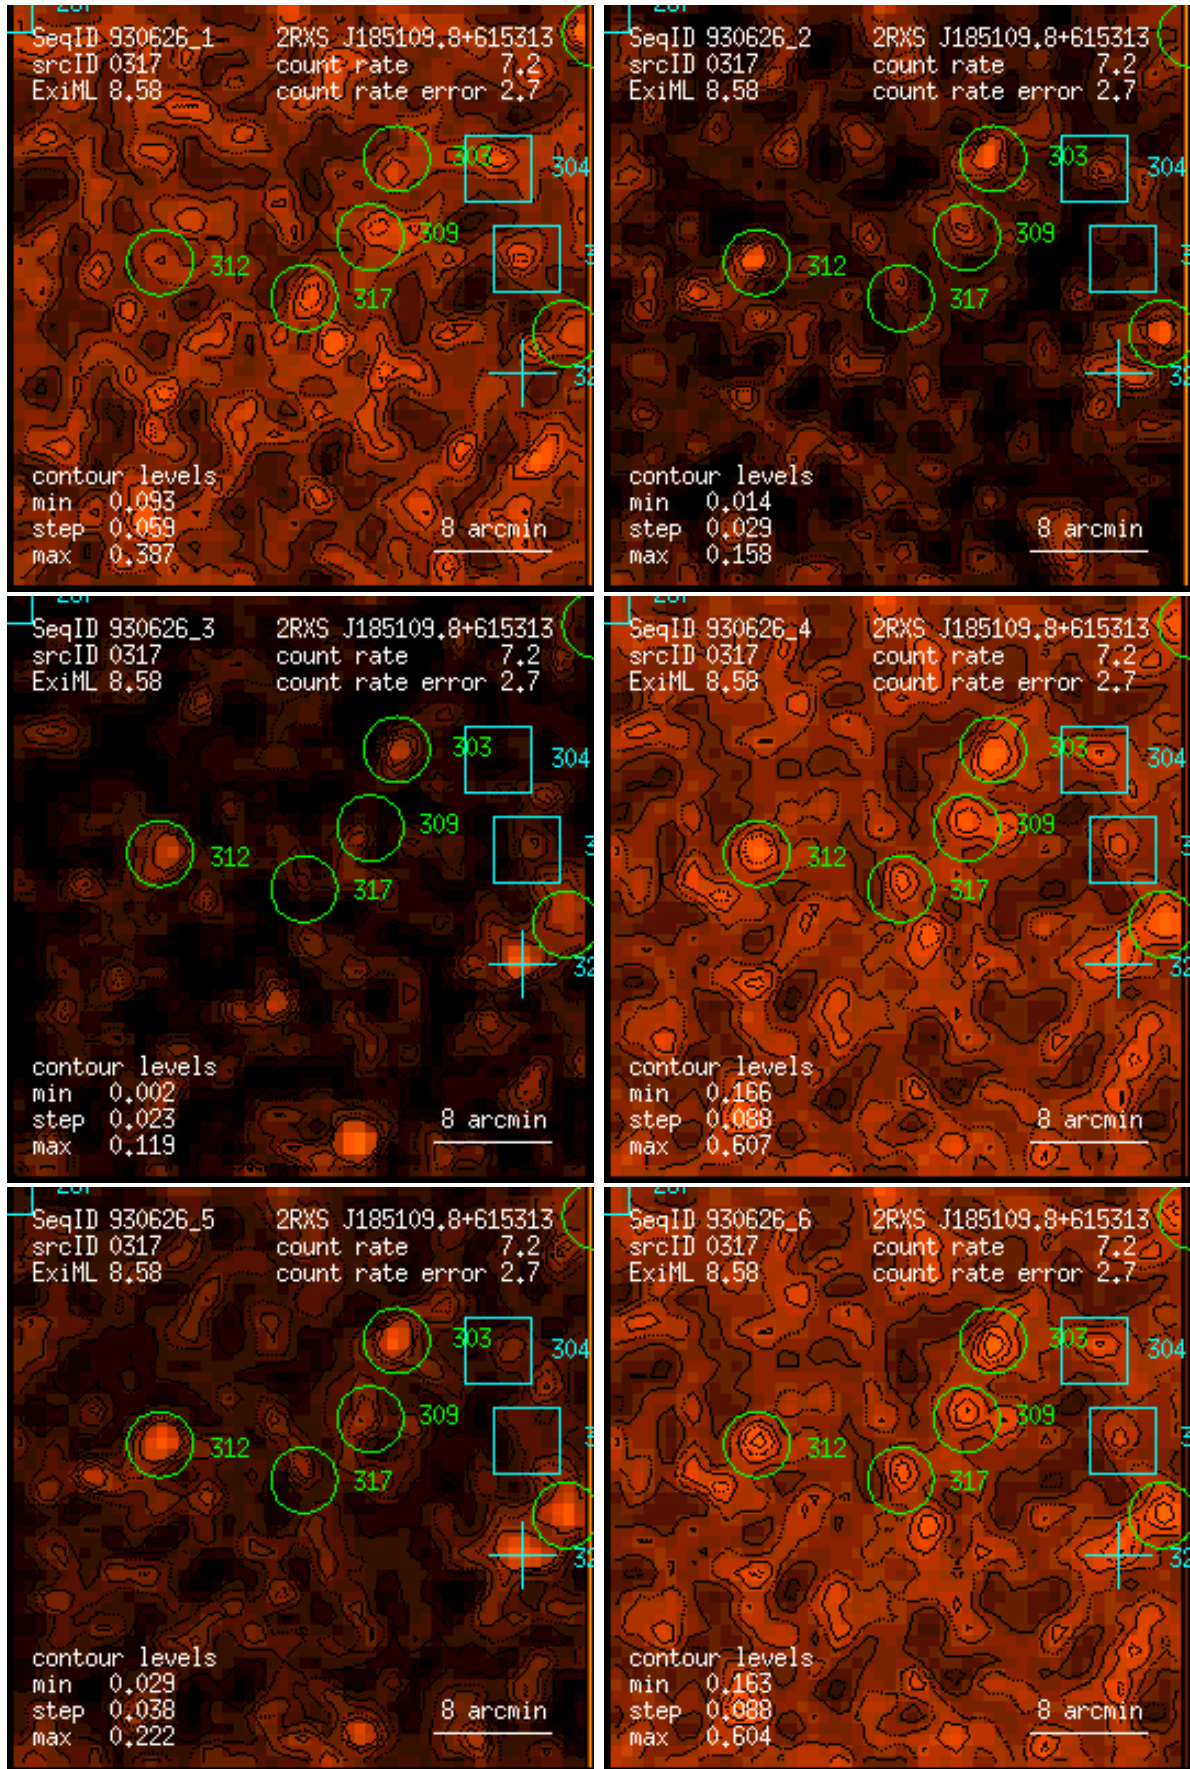 SeqID 930626_1 2RXS J185109.8+615313
srcID 0317 count rate 7.2
ExiML 8.58 count rate error 2.7
303
304
309
312
317
contour levels
min 0.093
step 0.059
max 0.387
8 arcmin
SeqID 930626_2 2RXS J185109.8+615313
srcID 0317 count rate 7.2
ExiML 8.58 count rate error 2.7
303
304
309
312
317
contour levels
min 0.014
step 0.029
max 0.158
8 arcmin
SeqID 930626_3 2RXS J185109.8+615313
srcID 0317 count rate 7.2
ExiML 8.58 count rate error 2.7
303
304
309
312
317
contour levels
min 0.002
step 0.023
max 0.119
8 arcmin
SeqID 930626_4 2RXS J185109.8+615313
srcID 0317 count rate 7.2
ExiML 8.58 count rate error 2.7
303
304
309
312
317
contour levels
min 0.166
step 0.088
max 0.607
8 arcmin
SeqID 930626_5 2RXS J185109.8+615313
srcID 0317 count rate 7.2
ExiML 8.58 count rate error 2.7
303
304
309
312
317
contour levels
min 0.029
step 0.038
max 0.222
8 arcmin
SeqID 930626_6 2RXS J185109.8+615313
srcID 0317 count rate 7.2
ExiML 8.58 count rate error 2.7
303
304
309
312
317
contour levels
min 0.163
step 0.088
max 0.604
8 arcmin